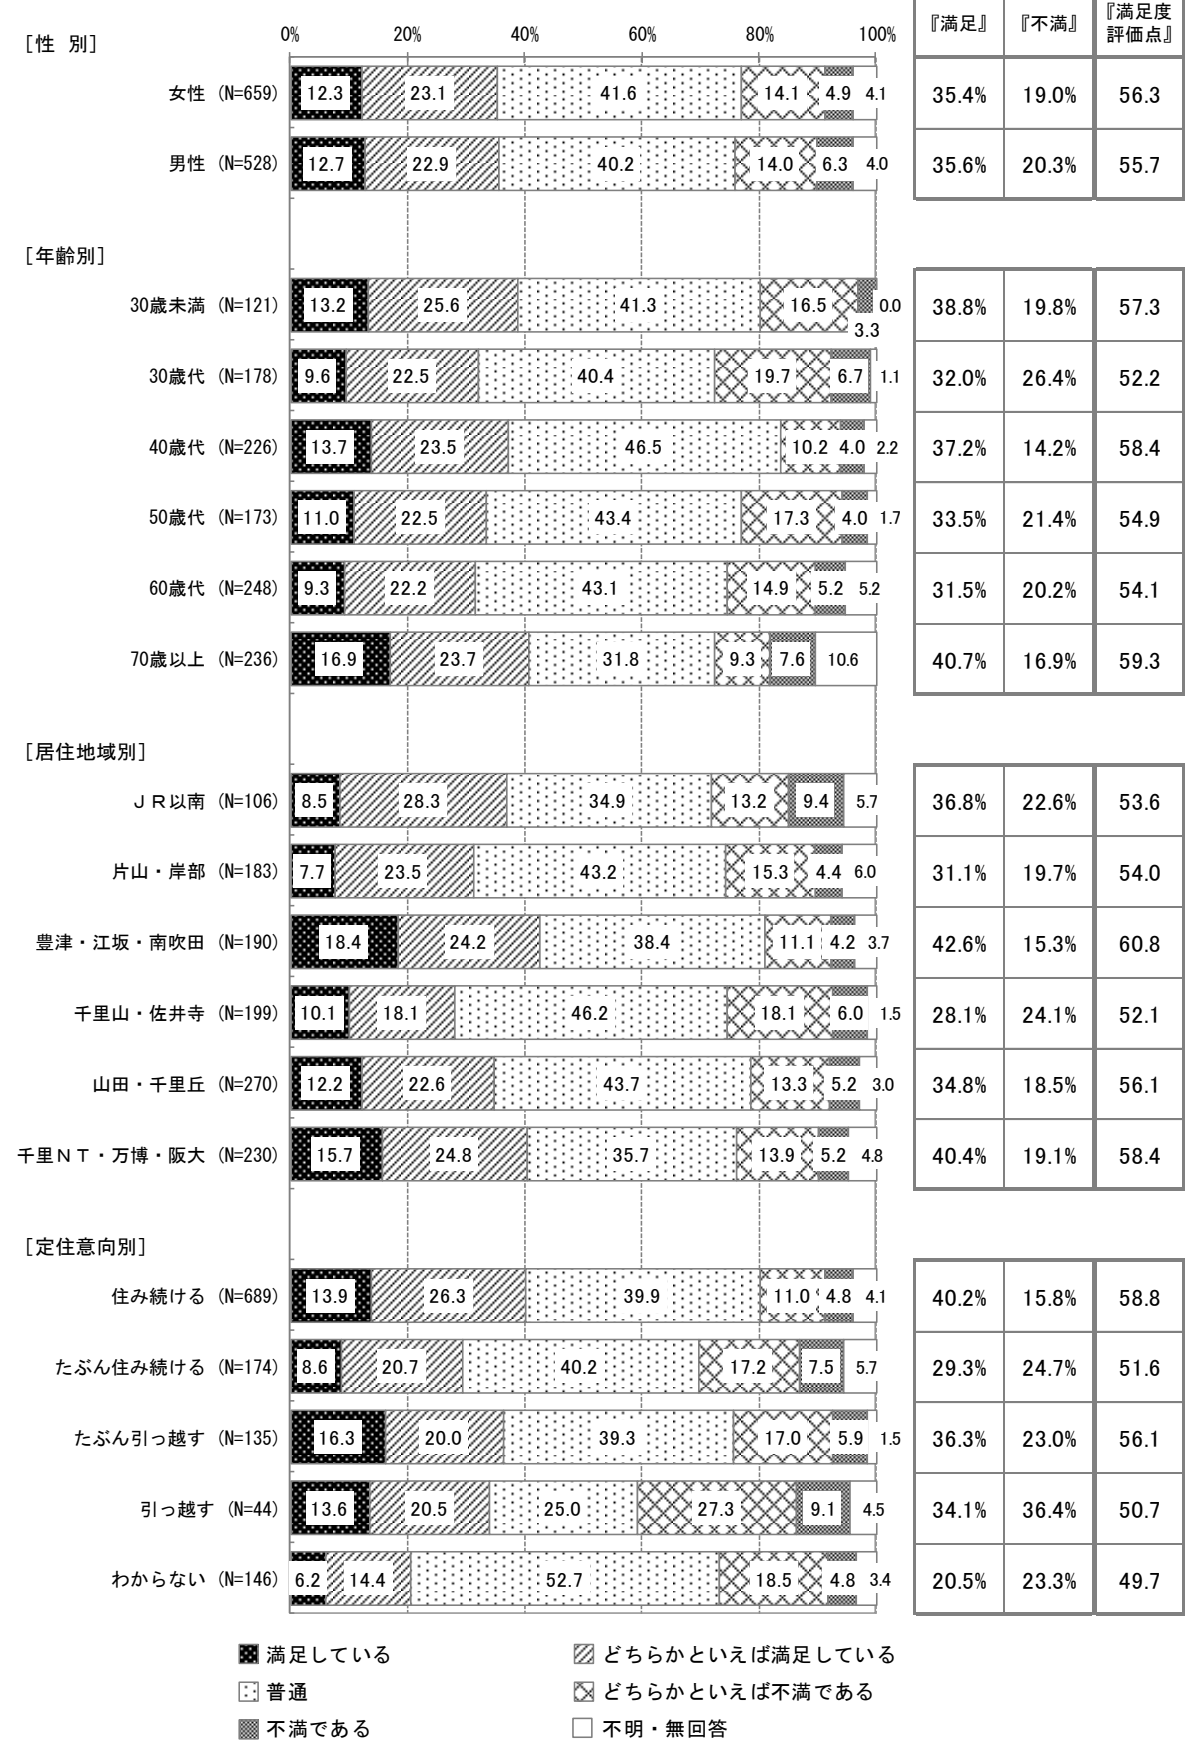 『満足』 『不満』 『満足度評価点』
［性 別］ 0% 20% 40% 60% 80% 100%
女性 (N=659) 12.3 23.1 41.6 14.1 4.9 4.1 35.4% 19.0% 56.3
男性 (N=528) 12.7 22.9 40.2 14.0 6.3 4.0 35.6% 20.3% 55.7
［年齢別］
30歳未満 (N=121) 13.2 25.6 41.3 16.5 3.3 0.0 38.8% 19.8% 57.3
30歳代 (N=178) 9.6 22.5 40.4 19.7 6.7 1.1 32.0% 26.4% 52.2
40歳代 (N=226) 13.7 23.5 46.5 10.2 4.0 2.2 37.2% 14.2% 58.4
50歳代 (N=173) 11.0 22.5 43.4 17.3 4.0 1.7 33.5% 21.4% 54.9
60歳代 (N=248) 9.3 22.2 43.1 14.9 5.2 5.2 31.5% 20.2% 54.1
70歳以上 (N=236) 16.9 23.7 31.8 9.3 7.6 10.6 40.7% 16.9% 59.3
［居住地域別］
ＪＲ以南 (N=106) 8.5 28.3 34.9 13.2 9.4 5.7 36.8% 22.6% 53.6
片山・岸部 (N=183) 7.7 23.5 43.2 15.3 4.4 6.0 31.1% 19.7% 54.0
豊津・江坂・南吹田 (N=190) 18.4 24.2 38.4 11.1 4.2 3.7 42.6% 15.3% 60.8
千里山・佐井寺 (N=199) 10.1 18.1 46.2 18.1 6.0 1.5 28.1% 24.1% 52.1
山田・千里丘 (N=270) 12.2 22.6 43.7 13.3 5.2 3.0 34.8% 18.5% 56.1
千里ＮＴ・万博・阪大 (N=230) 15.7 24.8 35.7 13.9 5.2 4.8 40.4% 19.1% 58.4
［定住意向別］
住み続ける (N=689) 13.9 26.3 39.9 11.0 4.8 4.1 40.2% 15.8% 58.8
たぶん住み続ける (N=174) 8.6 20.7 40.2 17.2 7.5 5.7 29.3% 24.7% 51.6
たぶん引っ越す (N=135) 16.3 20.0 39.3 17.0 5.9 1.5 36.3% 23.0% 56.1
引っ越す (N=44) 13.6 20.5 25.0 27.3 9.1 4.5 34.1% 36.4% 50.7
わからない (N=146) 6.2 14.4 52.7 18.5 4.8 3.4 20.5% 23.3% 49.7
満足している どちらかといえば満足している
普通 どちらかといえば不満である
不満である 不明・無回答